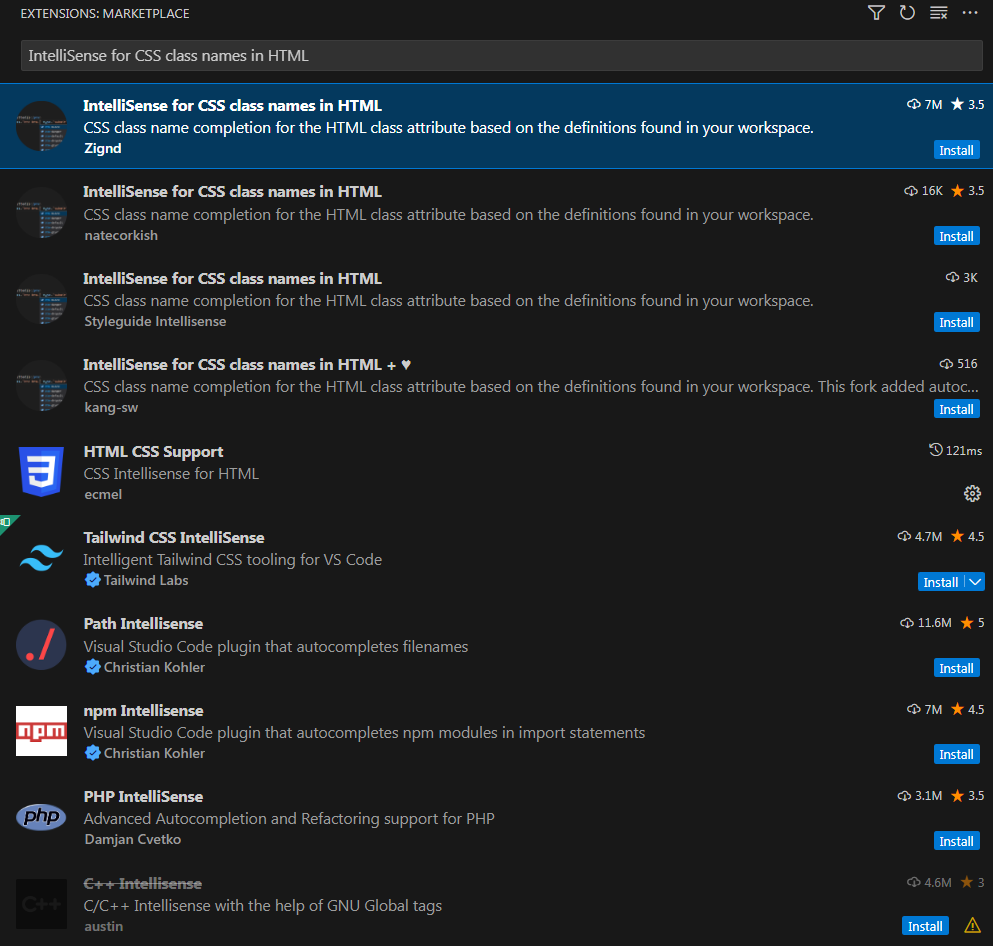 EXTENSIONS: MARKETPLACE
IntelliSense for CSS class names in HTML
IntelliSense for CSS class names in HTML 7M 3.5
CSS class name completion for the HTML class attribute based on the definitions found in your workspace.
Zignd Install
IntelliSense for CSS class names in HTML 16K 3.5
CSS class name completion for the HTML class attribute based on the definitions found in your workspace.
natecorkish Install
IntelliSense for CSS class names in HTML 3K
CSS class name completion for the HTML class attribute based on the definitions found in your workspace.
Styleguide Intellisense Install
IntelliSense for CSS class names in HTML + ♥ 516
CSS class name completion for the HTML class attribute based on the definitions found in your workspace. This fork added autoc...
kang-sw Install
HTML CSS Support 121ms
CSS Intellisense for HTML
ecmel
Tailwind CSS IntelliSense 4.7M 4.5
Intelligent Tailwind CSS tooling for VS Code
Tailwind Labs Install
Path Intellisense 11.6M 5
Visual Studio Code plugin that autocompletes filenames
Christian Kohler Install
npm
npm Intellisense 7M 4.5
Visual Studio Code plugin that autocompletes npm modules in import statements
Christian Kohler Install
php
PHP IntelliSense 3.1M 3.5
Advanced Autocompletion and Refactoring support for PHP
Damjan Cvetko Install
C++
C++ Intellisense 4.6M 3
C/C++ Intellisense with the help of GNU Global tags
austin Install